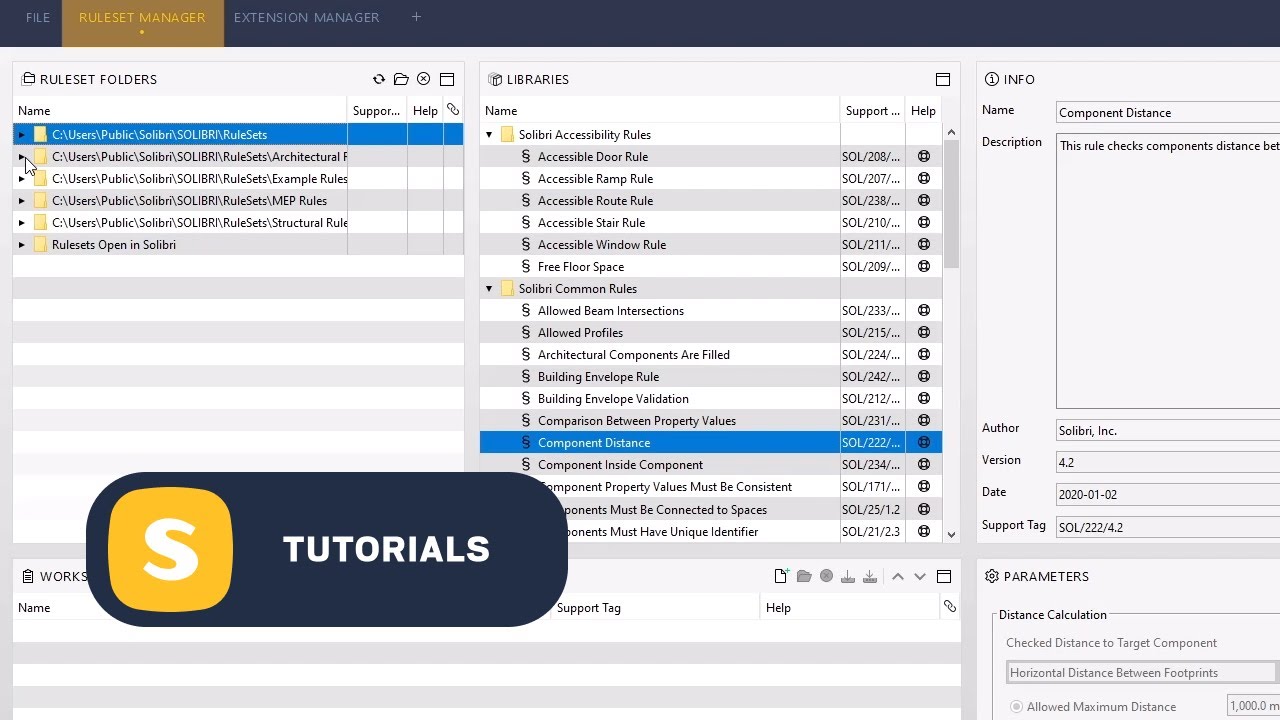 FILE
RULESET MANAGER
EXTENSION MANAGER
+
RULESET FOLDERS
Name Suppor... Help
C:\Users\Public\Solibri\SOLIBRI\RuleSets
C:\Users\Public\Solibri\SOLIBRI\RuleSets\Architectural R
C:\Users\Public\Solibri\SOLIBRI\RuleSets\Example Rules
C:\Users\Public\Solibri\SOLIBRI\RuleSets\MEP Rules
C:\Users\Public\Solibri\SOLIBRI\RuleSets\Structural Rule
Rulesets Open in Solibri
LIBRARIES
Name Support ... Help
Solibri Accessibility Rules
§ Accessible Door Rule SOL/208/...
§ Accessible Ramp Rule SOL/207/...
§ Accessible Route Rule SOL/238/...
§ Accessible Stair Rule SOL/210/...
§ Accessible Window Rule SOL/211/...
§ Free Floor Space SOL/209/...
Solibri Common Rules
§ Allowed Beam Intersections SOL/233/...
§ Allowed Profiles SOL/215/...
§ Architectural Components Are Filled SOL/224/...
§ Building Envelope Rule SOL/242/...
§ Building Envelope Validation SOL/212/...
§ Comparison Between Property Values SOL/231/...
§ Component Distance SOL/222/...
§ Component Inside Component SOL/234/...
omponent Property Values Must Be Consistent SOL/171/...
omponents Must Be Connected to Spaces SOL/25/1.2
omponents Must Have Unique Identifier SOL/21/2.3
INFO
Name Component Distance
Description This rule checks components distance bet
Author Solibri, Inc.
Version 4.2
Date 2020-01-02
Support Tag SOL/222/4.2
S TUTORIALS
WORKS
Name Support Tag Help
PARAMETERS
Distance Calculation
Checked Distance to Target Component
Horizontal Distance Between Footprints
Allowed Maximum Distance 1,000.0 m